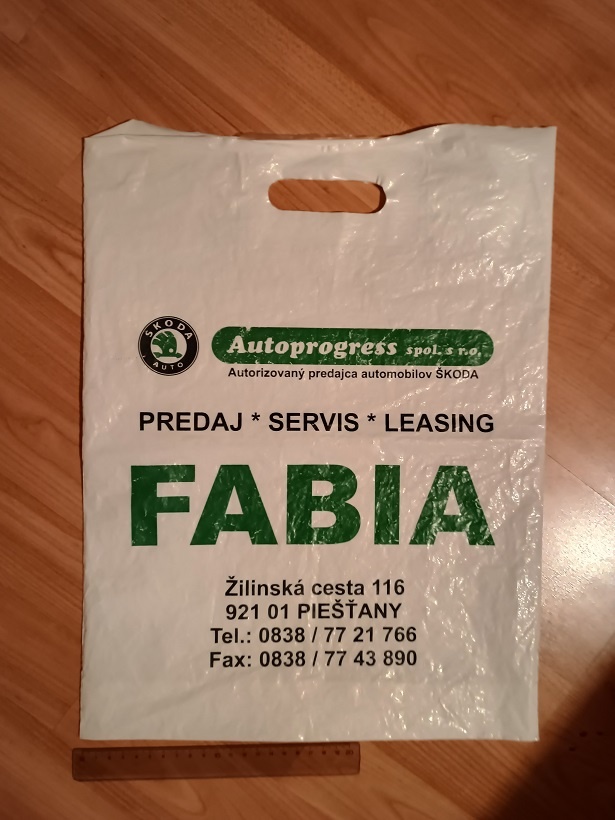 ŠKODA
AUTO
Autoprogress spol. s r.o.
Autorizovaný predajca automobilov ŠKODA
PREDAJ * SERVIS * LEASING
FABIA
Žilinská cesta 116
921 01 PIEŠŤANY
Tel.: 0838 / 77 21 766
Fax: 0838 / 77 43 890